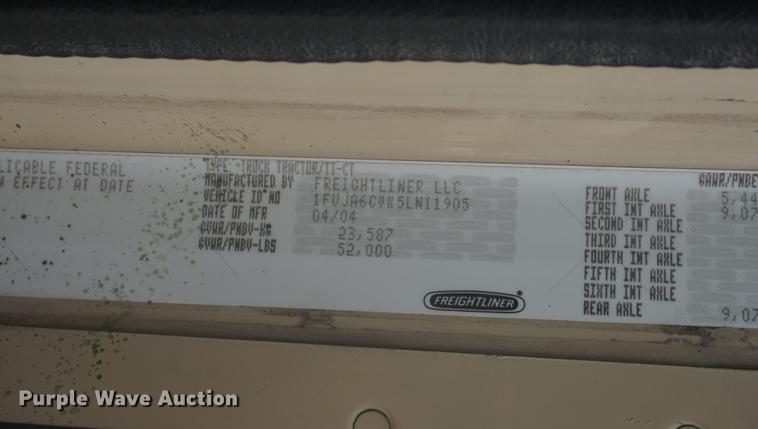 LICABLE FEDERAL
EFFECT AT DATE
TYPE: TRUCK TRACTOR/TT-CT
MANUFACTURED BY FREIGHTLINER LLC
VEHICLE ID NO 1FUJA6CVX5LN11905
DATE OF MFR 04/04
GVWR/PNBV-KG 23,587
GVWR/PNBV-LBS 52,000
FREIGHTLINER
GAWR/PNBE
FRONT AXLE 5,44
FIRST INT AXLE 9,07
SECOND INT AXLE
THIRD INT AXLE
FOURTH INT AXLE
FIFTH INT AXLE
SIXTH INT AXLE
REAR AXLE 9,07
Purple Wave Auction